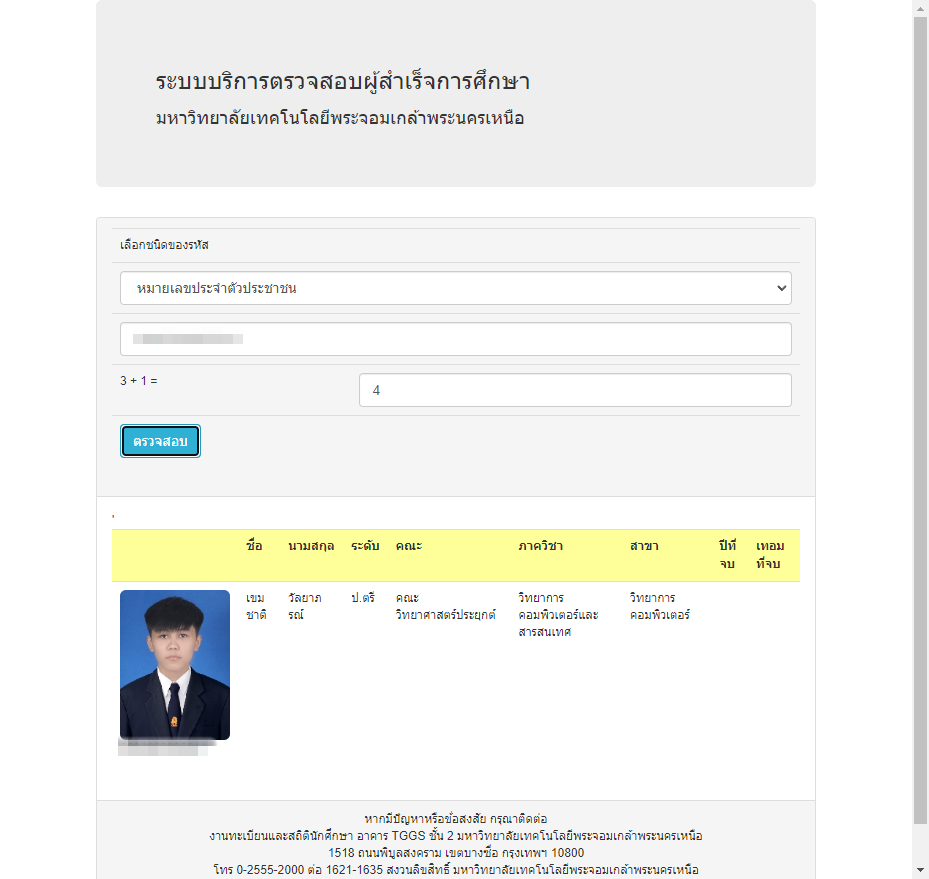 ระบบบริการตรวจสอบผู้สำเร็จการศึกษา
มหาวิทยาลัยเทคโนโลยีพระจอมเกล้าพระนครเหนือ
เลือกชนิดของรหัส
หมายเลขประจำตัวประชาชน
3 + 1 =
4
ตรวจสอบ
'
ชื่อ นามสกุล ระดับ คณะ ภาควิชา สาขา ปีที่ เทอม
จบ ที่จบ
เขม วัลยาภ ป.ตรี คณะ วิทยาการ วิทยาการ
ชาติ รณ์ วิทยาศาสตร์ประยุกต์ คอมพิวเตอร์และ คอมพิวเตอร์
สารสนเทศ
หากมีปัญหาหรือข้อสงสัย กรุณาติดต่อ
งานทะเบียนและสถิตินักศึกษา อาคาร TGGS ชั้น 2 มหาวิทยาลัยเทคโนโลยีพระจอมเกล้าพระนครเหนือ
1518 ถนนพิบูลสงคราม เขตบางซื่อ กรุงเทพฯ 10800
โทร 0-2555-2000 ต่อ 1621-1635 สงวนลิขสิทธิ์ มหาวิทยาลัยเทคโนโลยีพระจอมเกล้าพระนครเหนือ